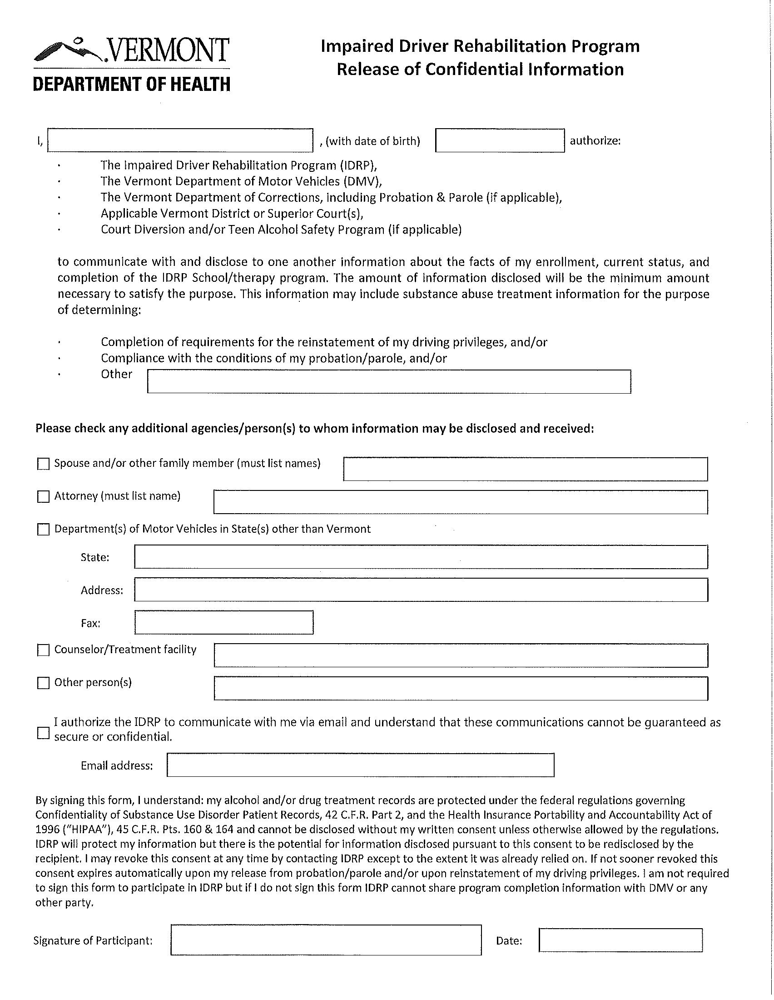 VERMONT
DEPARTMENT OF HEALTH
Impaired Driver Rehabilitation Program
Release of Confidential Information
I, , (with date of birth) authorize:
· The Impaired Driver Rehabilitation Program (IDRP),
· The Vermont Department of Motor Vehicles (DMV),
· The Vermont Department of Corrections, including Probation & Parole (if applicable),
· Applicable Vermont District or Superior Court(s),
· Court Diversion and/or Teen Alcohol Safety Program (if applicable)
to communicate with and disclose to one another information about the facts of my enrollment, current status, and
completion of the IDRP School/therapy program. The amount of information disclosed will be the minimum amount
necessary to satisfy the purpose. This information may include substance abuse treatment information for the purpose
of determining:
· Completion of requirements for the reinstatement of my driving privileges, and/or
· Compliance with the conditions of my probation/parole, and/or
· Other
Please check any additional agencies/person(s) to whom information may be disclosed and received:
Spouse and/or other family member (must list names)
Attorney (must list name)
Department(s) of Motor Vehicles in State(s) other than Vermont
State:
Address:
Fax:
Counselor/Treatment facility
Other person(s)
I authorize the IDRP to communicate with me via email and understand that these communications cannot be guaranteed as
secure or confidential.
Email address:
By signing this form, I understand: my alcohol and/or drug treatment records are protected under the federal regulations governing
Confidentiality of Substance Use Disorder Patient Records, 42 C.F.R. Part 2, and the Health Insurance Portability and Accountability Act of
1996 ("HIPAA"), 45 C.F.R. Pts. 160 & 164 and cannot be disclosed without my written consent unless otherwise allowed by the regulations.
IDRP will protect my information but there is the potential for information disclosed pursuant to this consent to be redisclosed by the
recipient. I may revoke this consent at any time by contacting IDRP except to the extent it was already relied on. If not sooner revoked this
consent expires automatically upon my release from probation/parole and/or upon reinstatement of my driving privileges. I am not required
to sign this form to participate in IDRP but if I do not sign this form IDRP cannot share program completion information with DMV or any
other party.
Signature of Participant: Date: